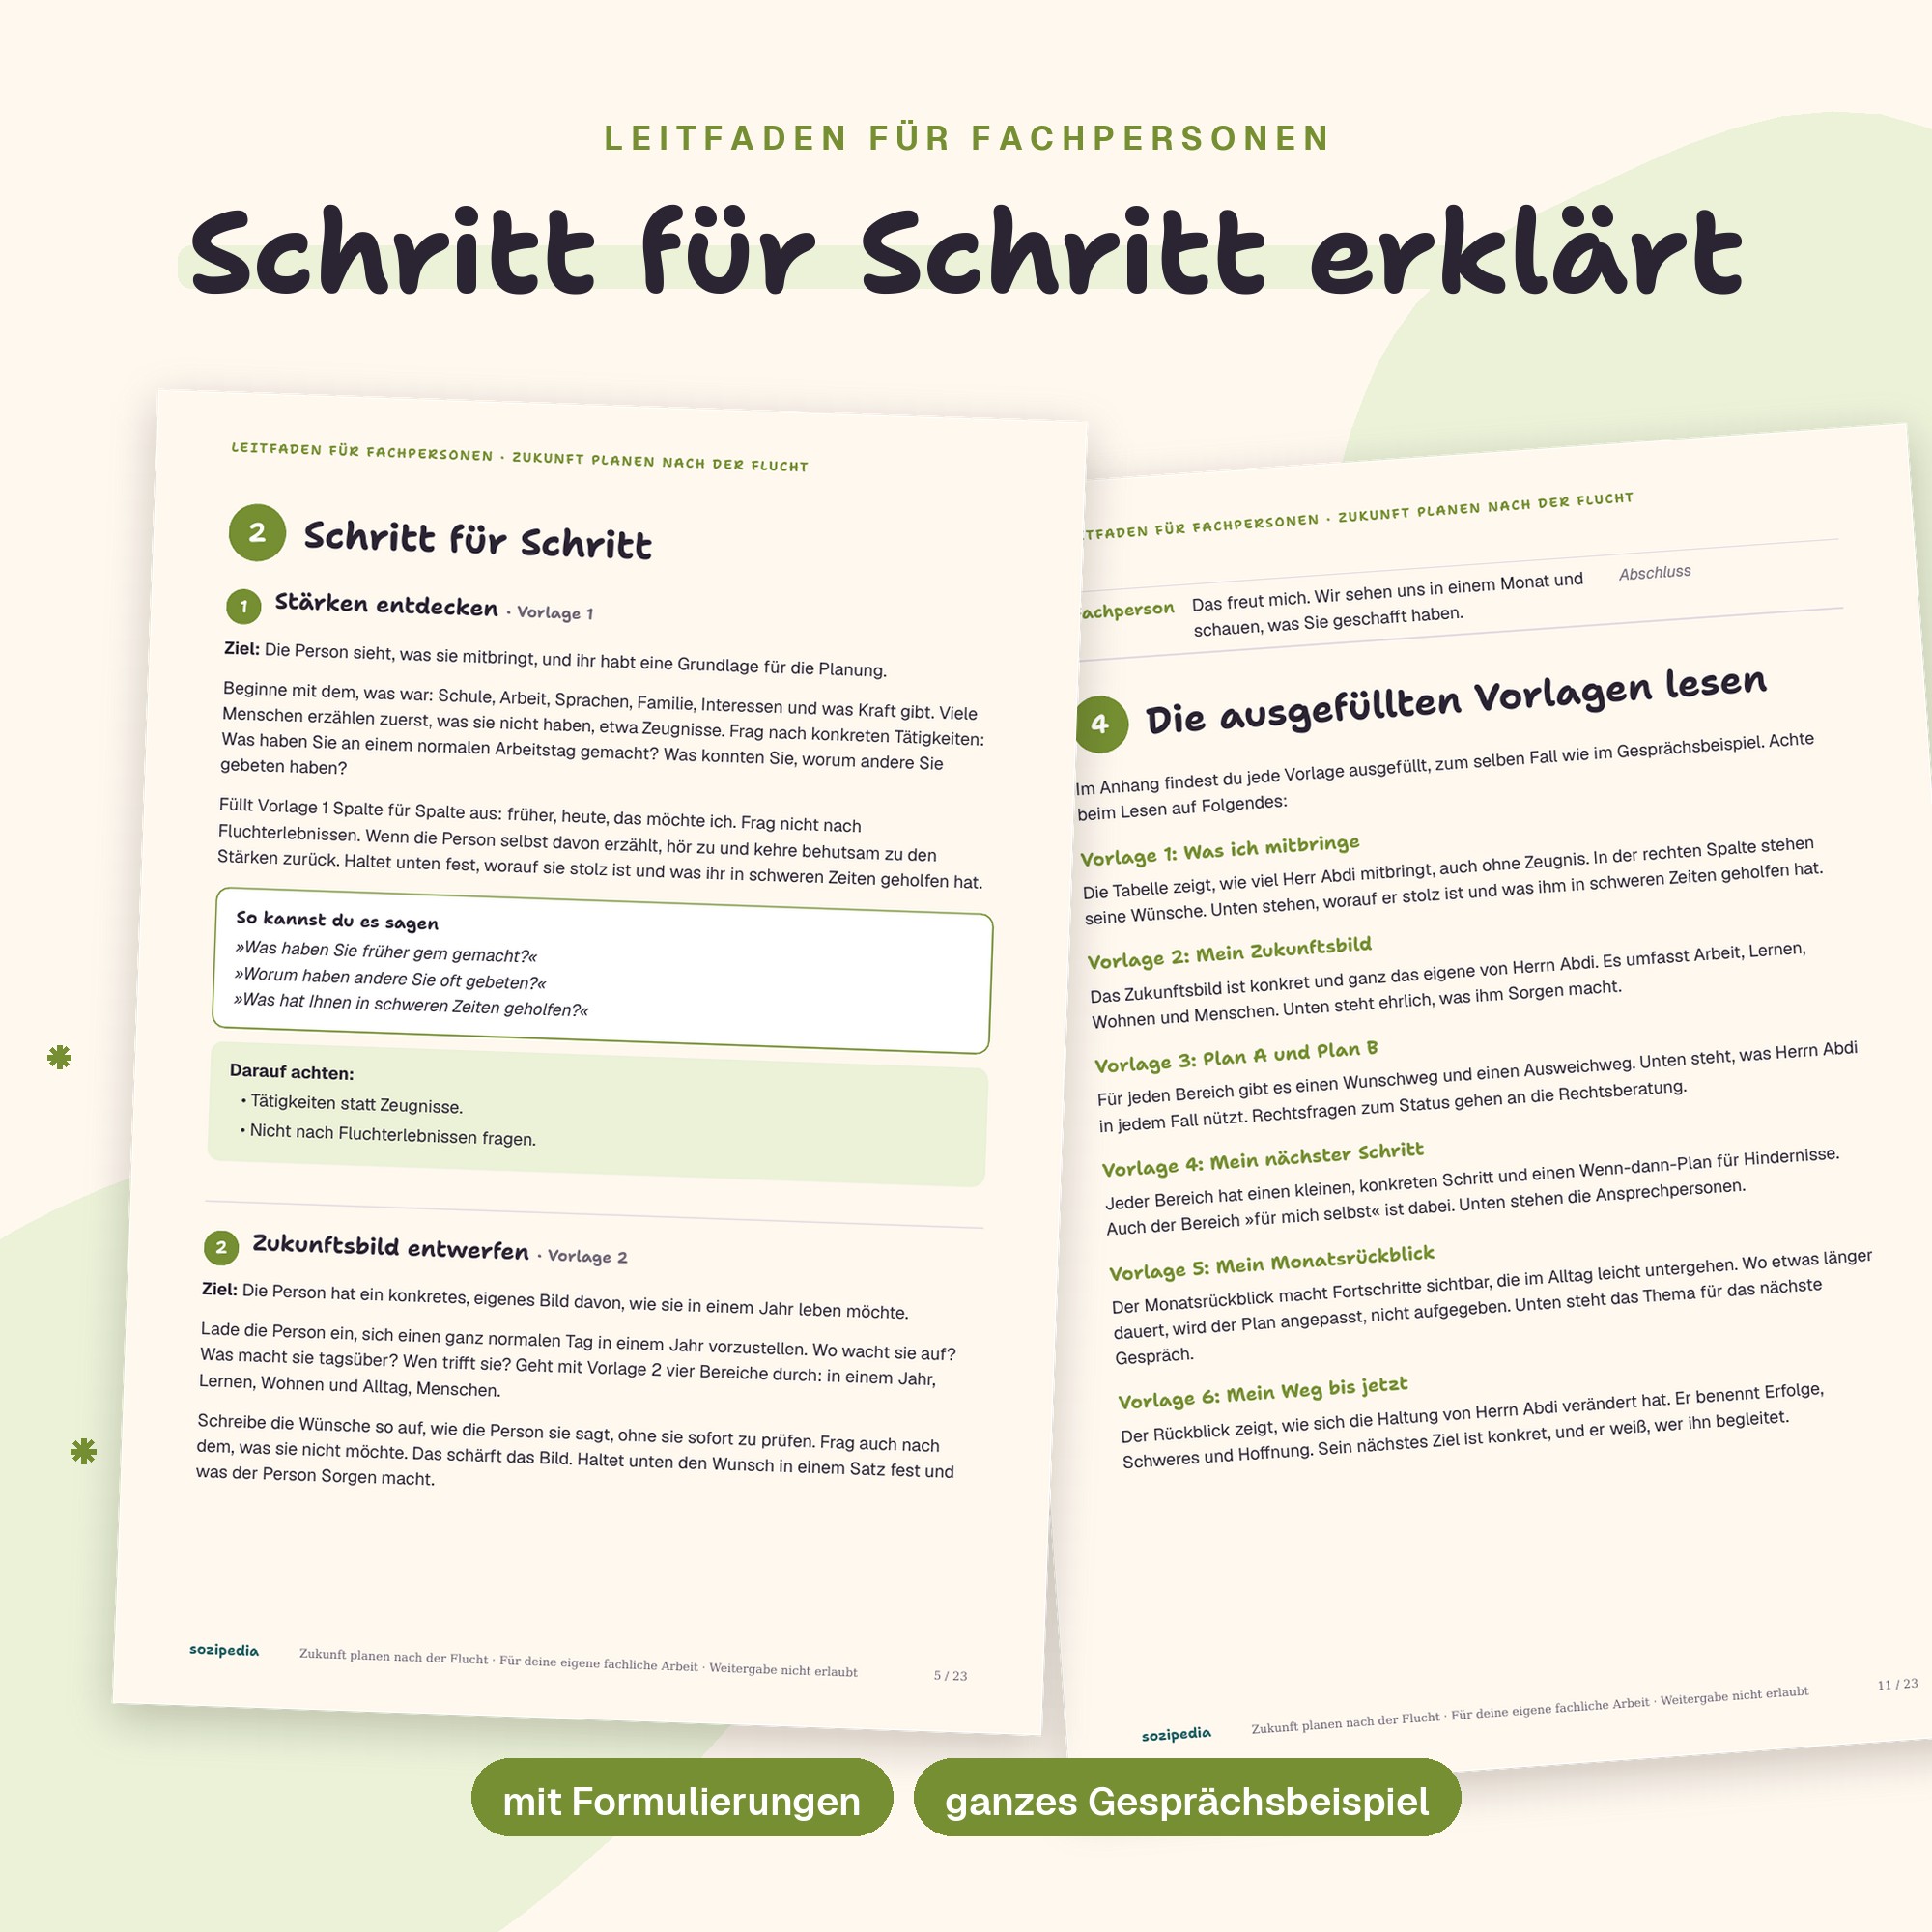 LEITFADEN FÜR FACHPERSONEN
Schritt für Schritt erklärt
LEITFADEN FÜR FACHPERSONEN · ZUKUNFT PLANEN NACH DER FLUCHT
2 Schritt für Schritt
1 Stärken entdecken · Vorlage 1
Ziel: Die Person sieht, was sie mitbringt, und ihr habt eine Grundlage für die Planung.
Beginne mit dem, was war: Schule, Arbeit, Sprachen, Familie, Interessen und was Kraft gibt. Viele
Menschen erzählen zuerst, was sie nicht haben, etwa Zeugnisse. Frag nach konkreten Tätigkeiten:
Was haben Sie an einem normalen Arbeitstag gemacht? Was konnten Sie, worum andere Sie
gebeten haben?
Füllt Vorlage 1 Spalte für Spalte aus: früher, heute, das möchte ich. Frag nicht nach
Fluchterlebnissen. Wenn die Person selbst davon erzählt, hör zu und kehre behutsam zu den
Stärken zurück. Haltet unten fest, worauf sie stolz ist und was ihr in schweren Zeiten geholfen hat.
So kannst du es sagen
»Was haben Sie früher gern gemacht?«
»Worum haben andere Sie oft gebeten?«
»Was hat Ihnen in schweren Zeiten geholfen?«
Darauf achten:
• Tätigkeiten statt Zeugnisse.
• Nicht nach Fluchterlebnissen fragen.
2 Zukunftsbild entwerfen · Vorlage 2
Ziel: Die Person hat ein konkretes, eigenes Bild davon, wie sie in einem Jahr leben möchte.
Lade die Person ein, sich einen ganz normalen Tag in einem Jahr vorzustellen. Wo wacht sie auf?
Was macht sie tagsüber? Wen trifft sie? Geht mit Vorlage 2 vier Bereiche durch: in einem Jahr,
Lernen, Wohnen und Alltag, Menschen.
Schreibe die Wünsche so auf, wie die Person sie sagt, ohne sie sofort zu prüfen. Frag auch nach
dem, was sie nicht möchte. Das schärft das Bild. Haltet unten den Wunsch in einem Satz fest und
was der Person Sorgen macht.
sozipedia Zukunft planen nach der Flucht · Für deine eigene fachliche Arbeit · Weitergabe nicht erlaubt 5 / 23
FÜR FACHPERSONEN · ZUKUNFT PLANEN NACH DER FLUCHT
Das freut mich. Wir sehen uns in einem Monat und Abschluss
schauen, was Sie geschafft haben.
4 Die ausgefüllten Vorlagen lesen
Im Anhang findest du jede Vorlage ausgefüllt, zum selben Fall wie im Gesprächsbeispiel. Achte
beim Lesen auf Folgendes:
Vorlage 1: Was ich mitbringe
Die Tabelle zeigt, wie viel Herr Abdi mitbringt, auch ohne Zeugnis. In der rechten Spalte stehen
seine Wünsche. Unten stehen, worauf er stolz ist und was ihm in schweren Zeiten geholfen hat.
Vorlage 2: Mein Zukunftsbild
Das Zukunftsbild ist konkret und ganz das eigene von Herrn Abdi. Es umfasst Arbeit, Lernen,
Wohnen und Menschen. Unten steht ehrlich, was ihm Sorgen macht.
Vorlage 3: Plan A und Plan B
Für jeden Bereich gibt es einen Wunschweg und einen Ausweichweg. Unten steht, was Herrn Abdi
in jedem Fall nützt. Rechtsfragen zum Status gehen an die Rechtsberatung.
Vorlage 4: Mein nächster Schritt
Jeder Bereich hat einen kleinen, konkreten Schritt und einen Wenn-dann-Plan für Hindernisse.
Auch der Bereich »für mich selbst« ist dabei. Unten stehen die Ansprechpersonen.
Vorlage 5: Mein Monatsrückblick
Der Monatsrückblick macht Fortschritte sichtbar, die im Alltag leicht untergehen. Wo etwas länger
dauert, wird der Plan angepasst, nicht aufgegeben. Unten steht das Thema für das nächste
Gespräch.
Vorlage 6: Mein Weg bis jetzt
Der Rückblick zeigt, wie sich die Haltung von Herrn Abdi verändert hat. Er benennt Erfolge,
Schweres und Hoffnung. Sein nächstes Ziel ist konkret, und er weiß, wer ihn begleitet.
sozipedia Zukunft planen nach der Flucht · Für deine eigene fachliche Arbeit · Weitergabe nicht erlaubt 11 / 23
mit Formulierungen
ganzes Gesprächsbeispiel